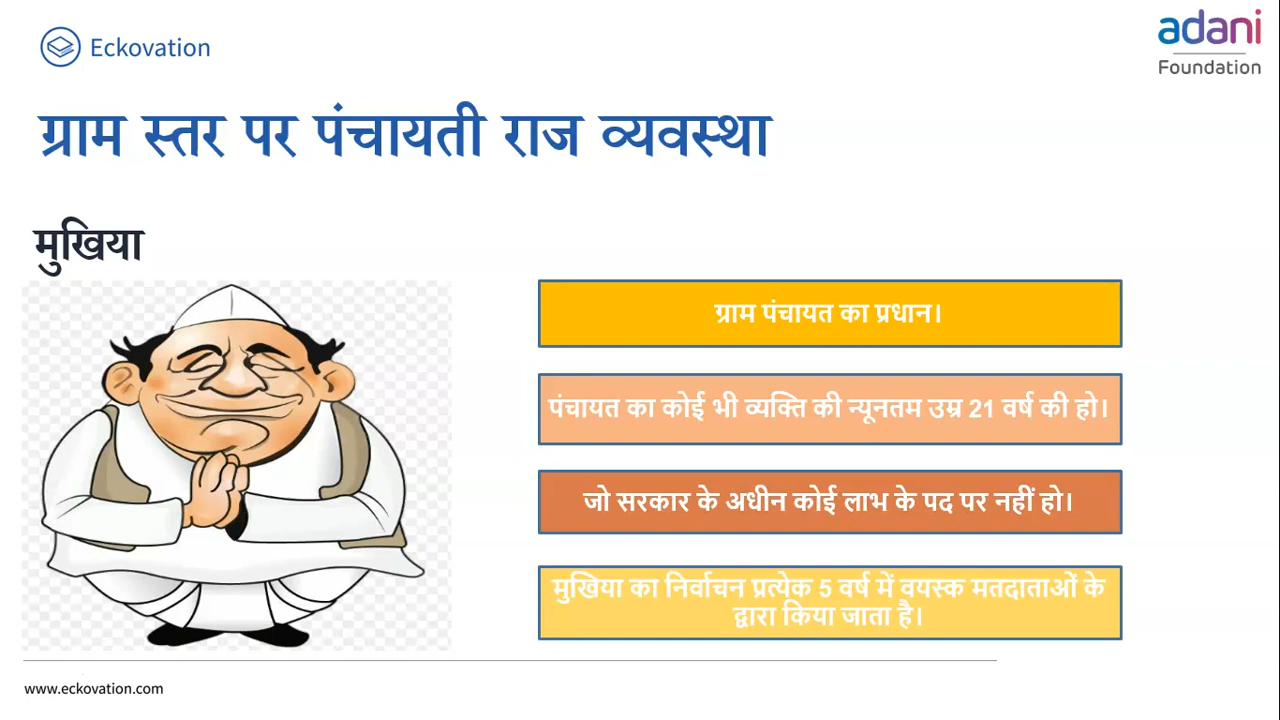 Eckovation
adani
Foundation
ग्राम स्तर पर पंचायती राज व्यवस्था
मुखिया
ग्राम पंचायत का प्रधान।
पंचायत का कोई भी व्यक्ति की न्यूनतम उम्र 21 वर्ष की हो।
जो सरकार के अधीन कोई लाभ के पद पर नहीं हो।
मुखिया का निर्वाचन प्रत्येक 5 वर्ष में वयस्क मतदाताओं के
द्वारा किया जाता है।
www.eckovation.com